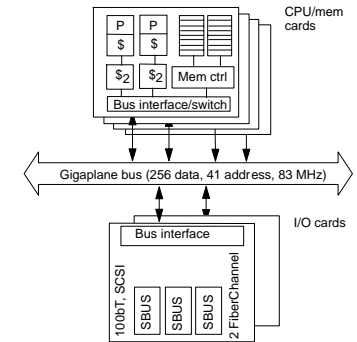 CPU/mem
cards
P P
$ $
$2 $2 Mem ctrl
Bus interface/switch
Gigaplane bus (256 data, 41 address, 83 MHz)
I/O cards
Bus interface
100bT, SCSI
SBUS
SBUS
SBUS
2 FiberChannel